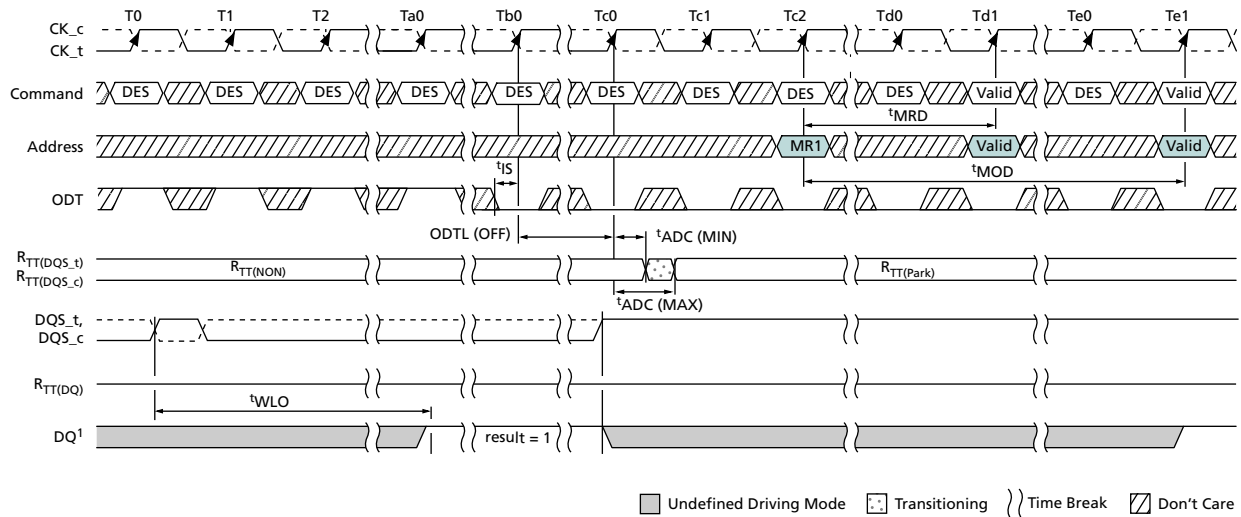 T0 T1 T2 Ta0 Tb0 Tc0 Tc1 Tc2 Td0 Td1 Te0 Te1
CK_c
CK_t
Command DES DES DES DES DES DES DES DES DES Valid DES Valid
tMRD
Address MR1 Valid Valid
tIS tMOD
ODT
ODTL (OFF) tADC (MIN)
RTT(DQS_t)
RTT(DQS_c)
RTT(NON) RTT(Park)
tADC (MAX)
DQS_t,
DQS_c
RTT(DQ)
tWLO
DQ1 result = 1
Undefined Driving Mode Transitioning Time Break Don't Care